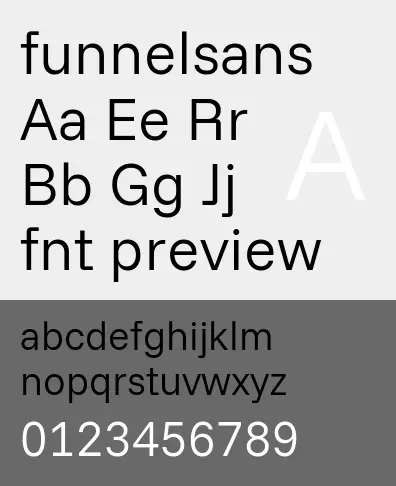 funnelsans
Aa Ee Rr
A
Bb Gg Jj
fnt preview
abcdefghijklm
nopqrstuvwxyz
0123456789